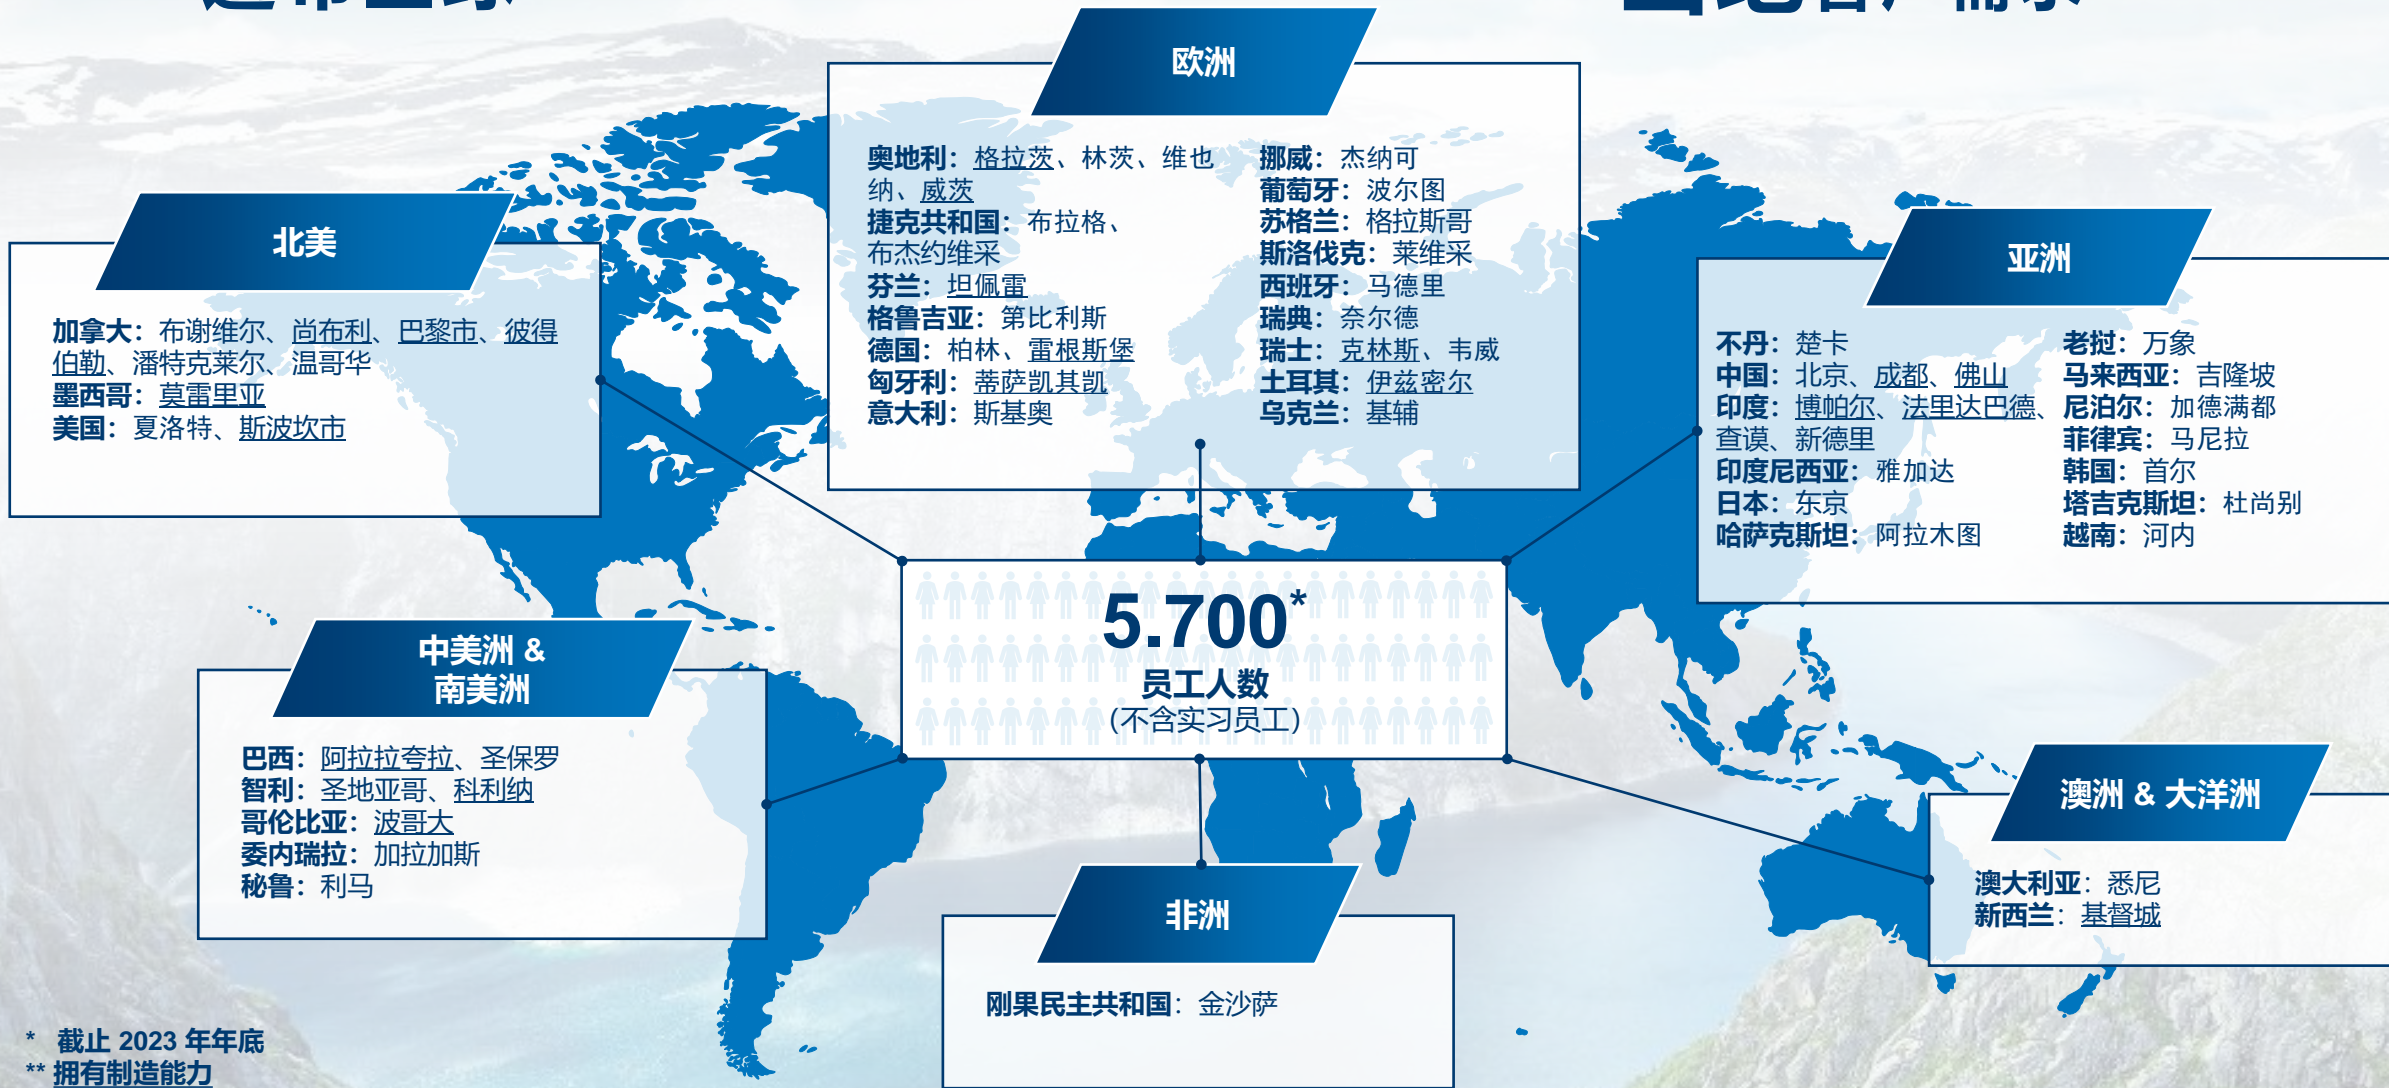 欧洲
奥地利：格拉茨、林茨、维也
纳、威茨
捷克共和国：布拉格、
布杰约维采
芬兰：坦佩雷
格鲁吉亚：第比利斯
德国：柏林、雷根斯堡
匈牙利：蒂萨凯其凯
意大利：斯基奥
挪威：杰纳可
葡萄牙：波尔图
苏格兰：格拉斯哥
斯洛伐克：莱维采
西班牙：马德里
瑞典：奈尔德
瑞士：克林斯、韦威
土耳其：伊兹密尔
乌克兰：基辅
北美
加拿大：布谢维尔、尚布利、巴黎市、彼得
伯勒、潘特克莱尔、温哥华
墨西哥：莫雷里亚
美国：夏洛特、斯波坎市
亚洲
不丹：楚卡
中国：北京、成都、佛山
印度：博帕尔、法里达巴德、
查谟、新德里
印度尼西亚：雅加达
日本：东京
哈萨克斯坦：阿拉木图
老挝：万象
马来西亚：吉隆坡
尼泊尔：加德满都
菲律宾：马尼拉
韩国：首尔
塔吉克斯坦：杜尚别
越南：河内
5.700*
员工人数
(不含实习员工)
中美洲 &
南美洲
巴西：阿拉拉夸拉、圣保罗
智利：圣地亚哥、科利纳
哥伦比亚：波哥大
委内瑞拉：加拉加斯
秘鲁：利马
澳洲 & 大洋洲
澳大利亚：悉尼
新西兰：基督城
非洲
刚果民主共和国：金沙萨
* 截止 2023 年年底
** 拥有制造能力